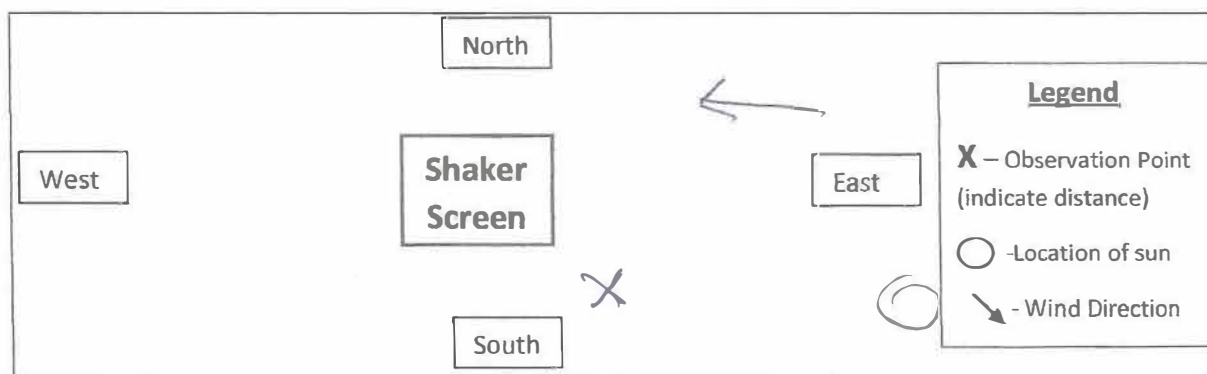 North
Legend
X – Observation Point
(indicate distance)
West
Shaker
Screen
East
-Location of sun
- Wind Direction
X
South